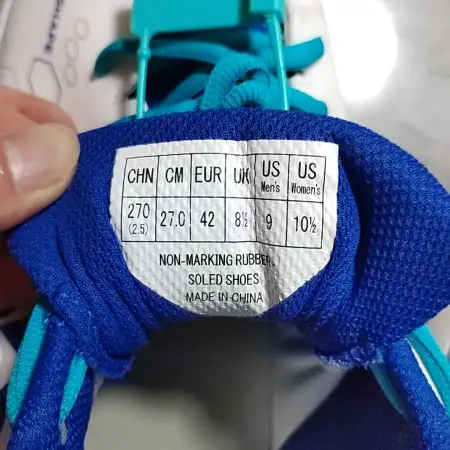 CHN CM EUR UK US Men's US Women's
270 (2.5) 27.0 42 8½ 9 10½
NON-MARKING RUBBER
SOLED SHOES
MADE IN CHINA